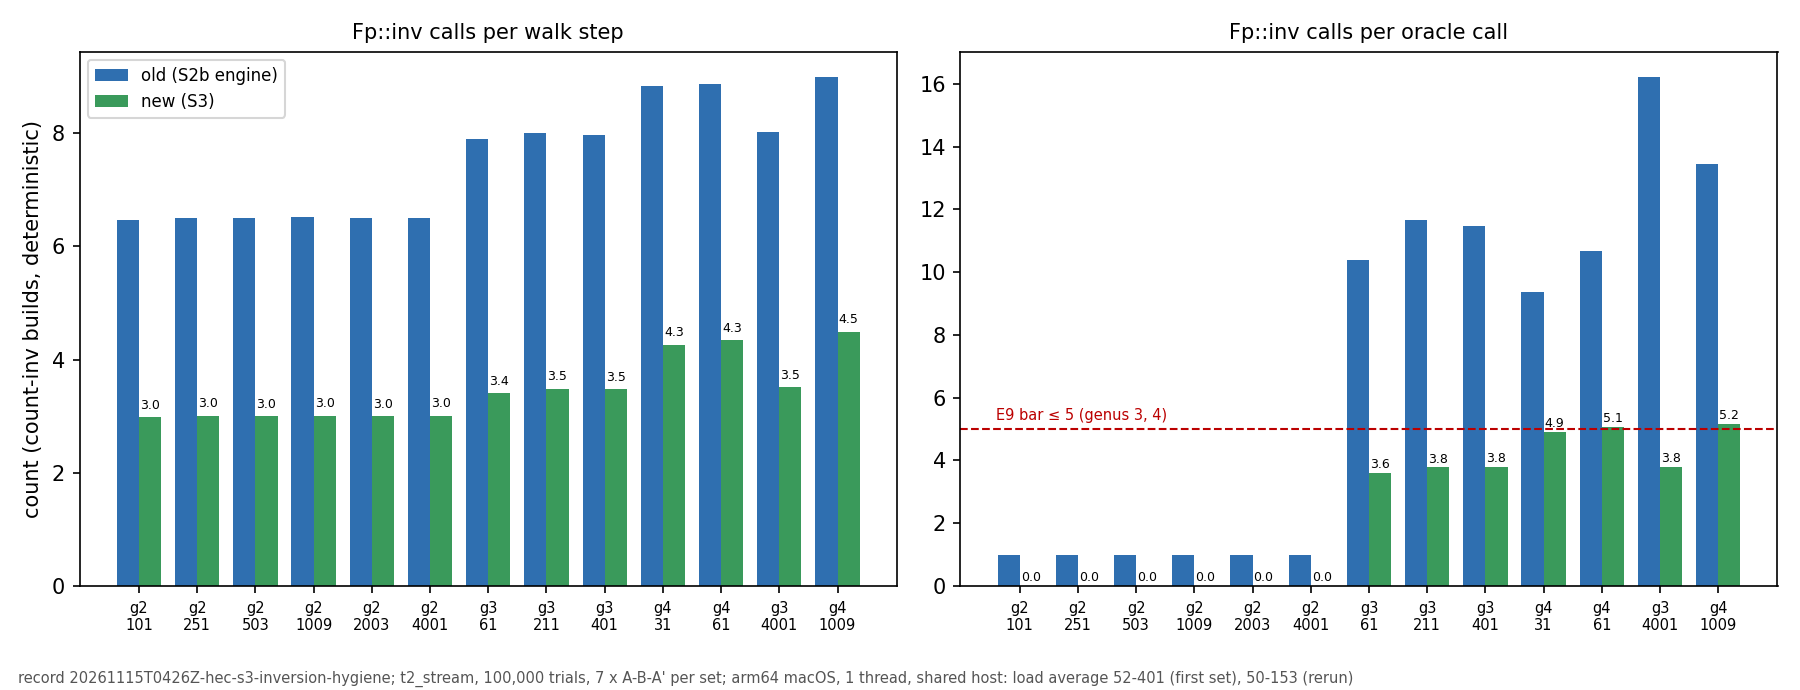 Fp::inv calls per walk step
old (S2b engine)
new (S3)
count (count-inv builds, deterministic)
8
6
4
2
0
3.0 3.0 3.0 3.0 3.0 3.0 3.4 3.5 3.5 4.3 4.3 3.5 4.5
g2 g2 g2 g2 g2 g2 g3 g3 g3 g4 g4 g3 g4
101 251 503 1009 2003 4001 61 211 401 31 61 4001 1009
Fp::inv calls per oracle call
16
14
12
10
8
6
4
2
0
E9 bar ≤ 5 (genus 3, 4)
0.0 0.0 0.0 0.0 0.0 0.0 3.6 3.8 3.8 4.9 5.1 3.8 5.2
g2 g2 g2 g2 g2 g2 g3 g3 g3 g4 g4 g3 g4
101 251 503 1009 2003 4001 61 211 401 31 61 4001 1009
record 20261115T0426Z-hec-s3-inversion-hygiene; t2_stream, 100,000 trials, 7 x A-B-A' per set; arm64 macOS, 1 thread, shared host: load average 52-401 (first set), 50-153 (rerun)